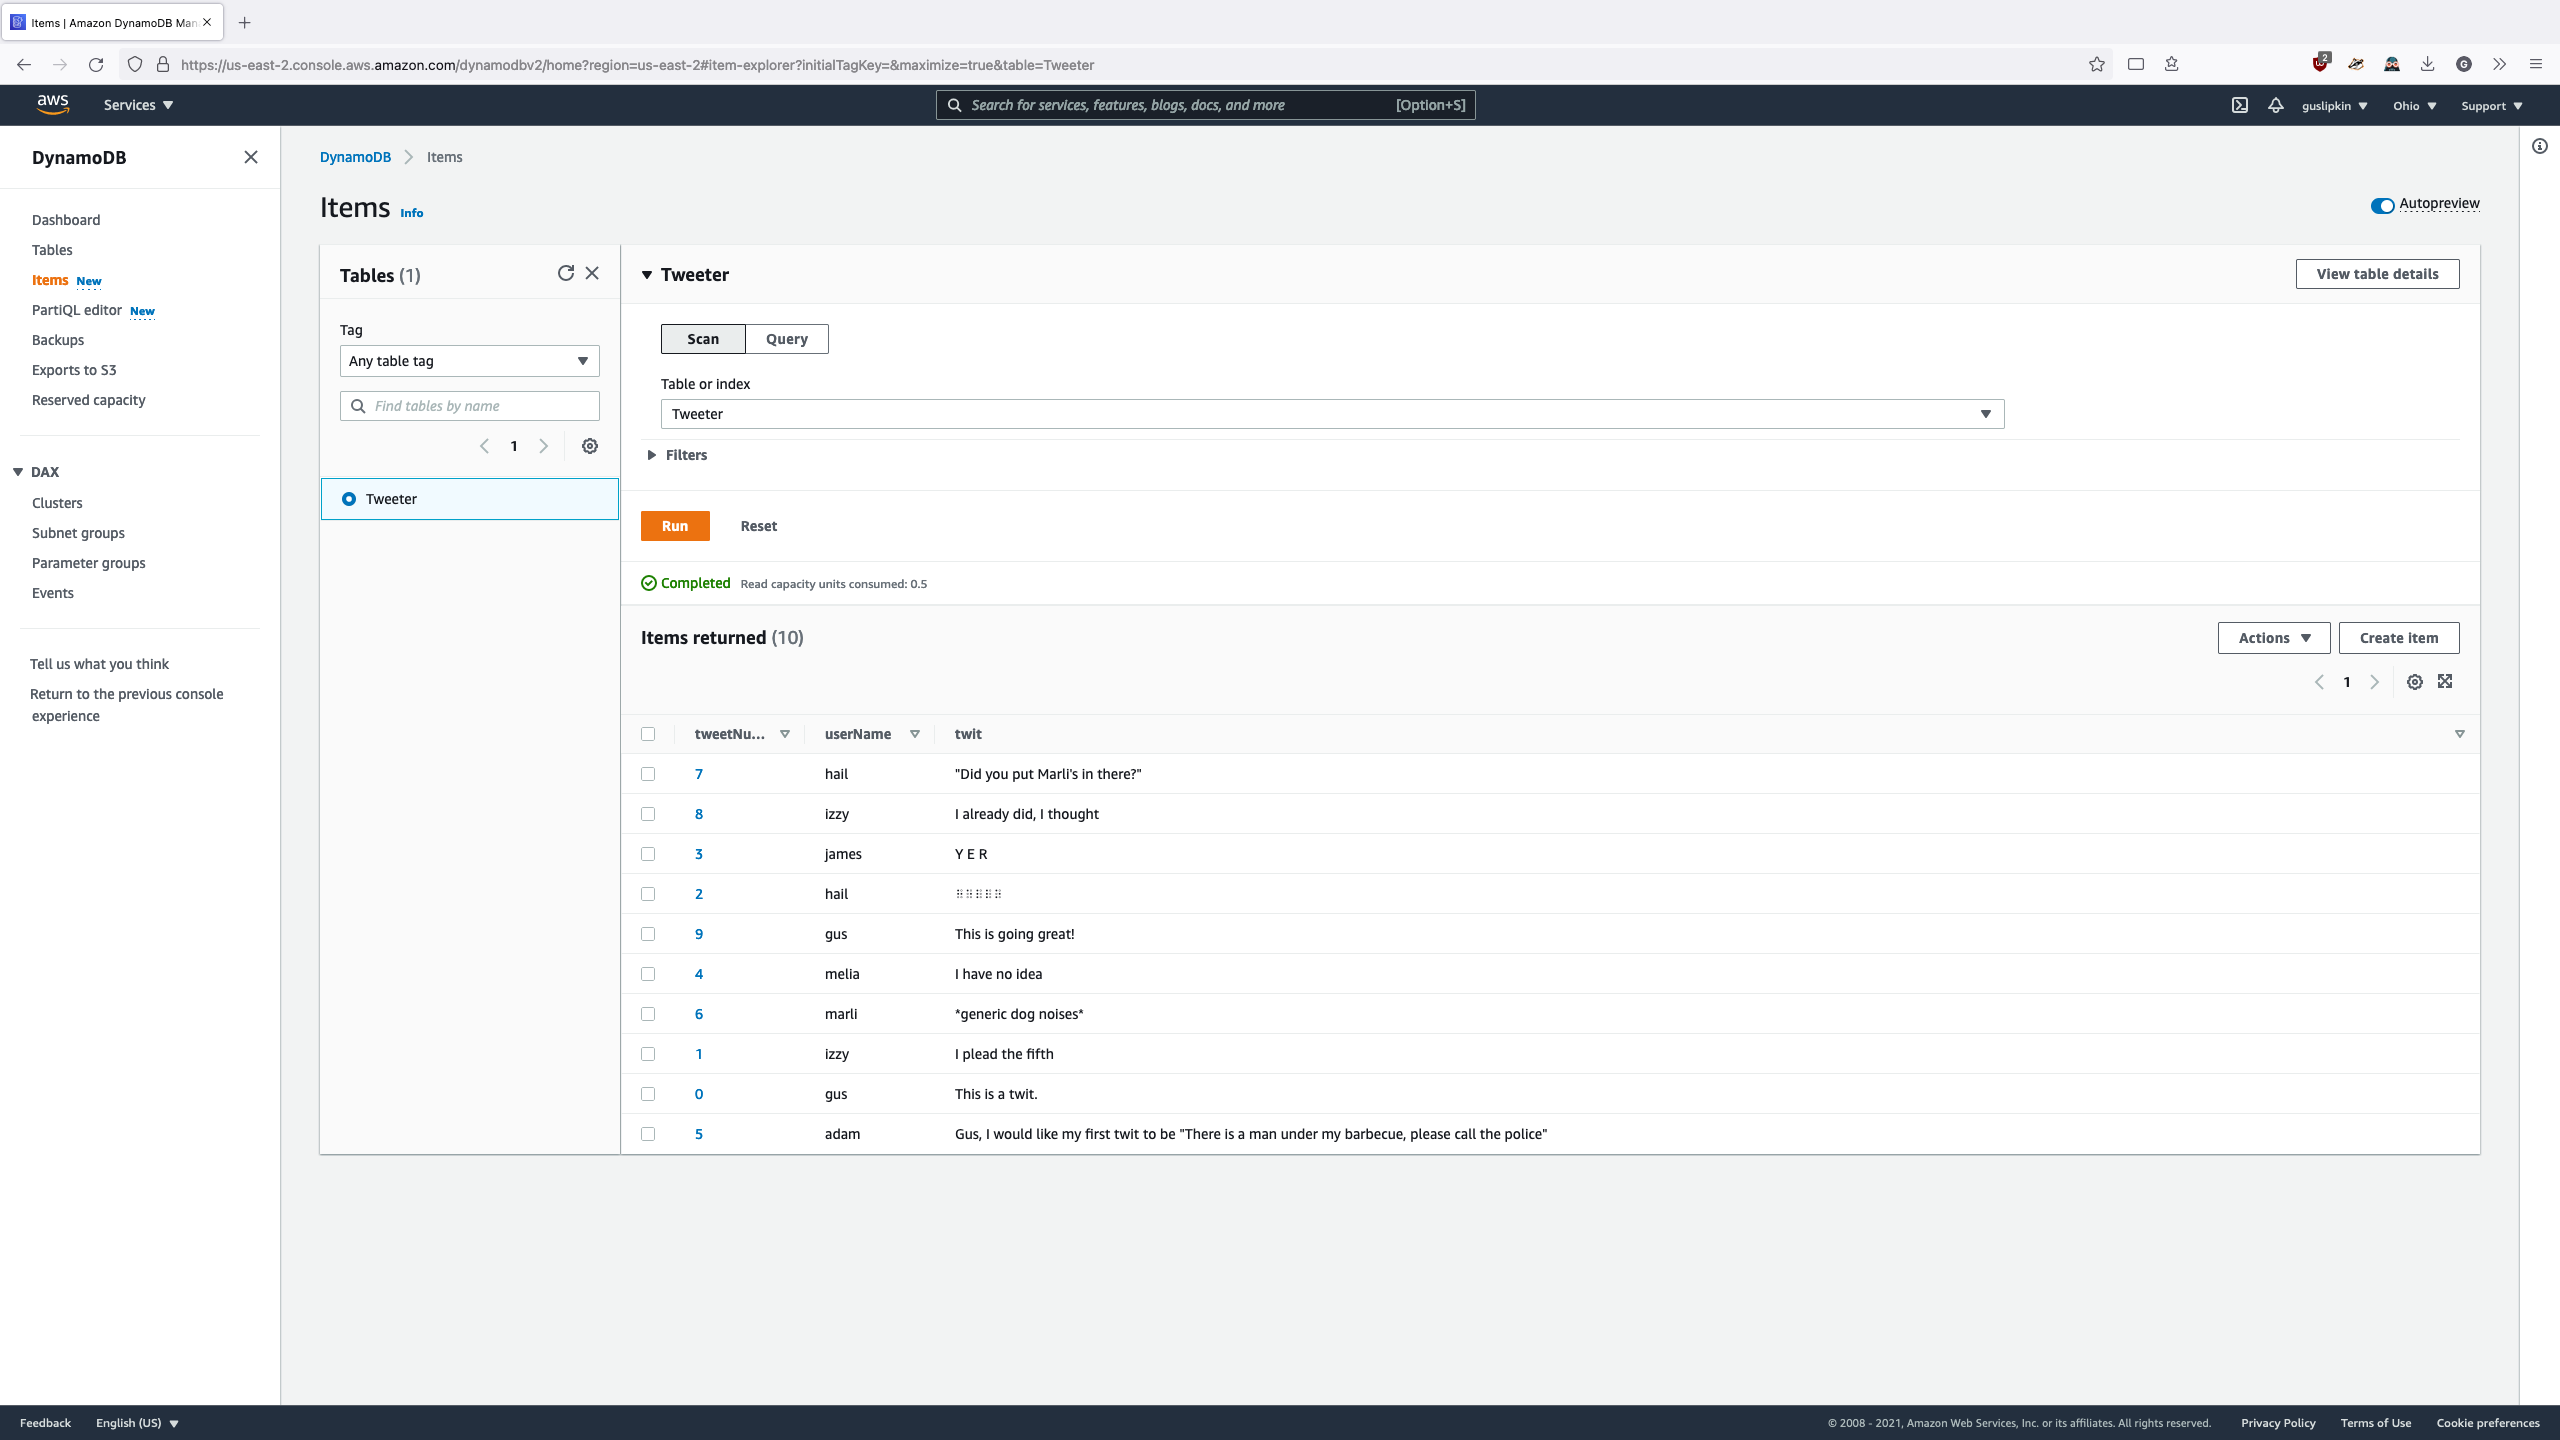 Items | Amazon DynamoDB Man
https://us-east-2.console.aws.amazon.com/dynamodbv2/home?region=us-east-2#item-explorer?initialTagKey=&maximize=true&table=Tweeter
2
G
aws
Services
Search for services, features, blogs, docs, and more [Option+S]
guslipkin
Ohio
Support
DynamoDB
Dashboard
Tables
Items New
PartiQL editor New
Backups
Exports to S3
Reserved capacity
DAX
Clusters
Subnet groups
Parameter groups
Events
Tell us what you think
Return to the previous console
experience
DynamoDB Items
Items Info
Autopreview
Tables (1)
Tag
Any table tag
Find tables by name
1
Tweeter
Tweeter
View table details
Scan Query
Table or index
Tweeter
Filters
Run Reset
Completed Read capacity units consumed: 0.5
Items returned (10)
Actions Create item
1
tweetNu... userName twit
7 hail "Did you put Marli's in there?"
8 izzy I already did, I thought
3 james Y E R
2 hail
9 gus This is going great!
4 melia I have no idea
6 marli *generic dog noises*
1 izzy I plead the fifth
0 gus This is a twit.
5 adam Gus, I would like my first twit to be "There is a man under my barbecue, please call the police"
Feedback English (US) © 2008 - 2021, Amazon Web Services, Inc. or its affiliates. All rights reserved. Privacy Policy Terms of Use Cookie preferences